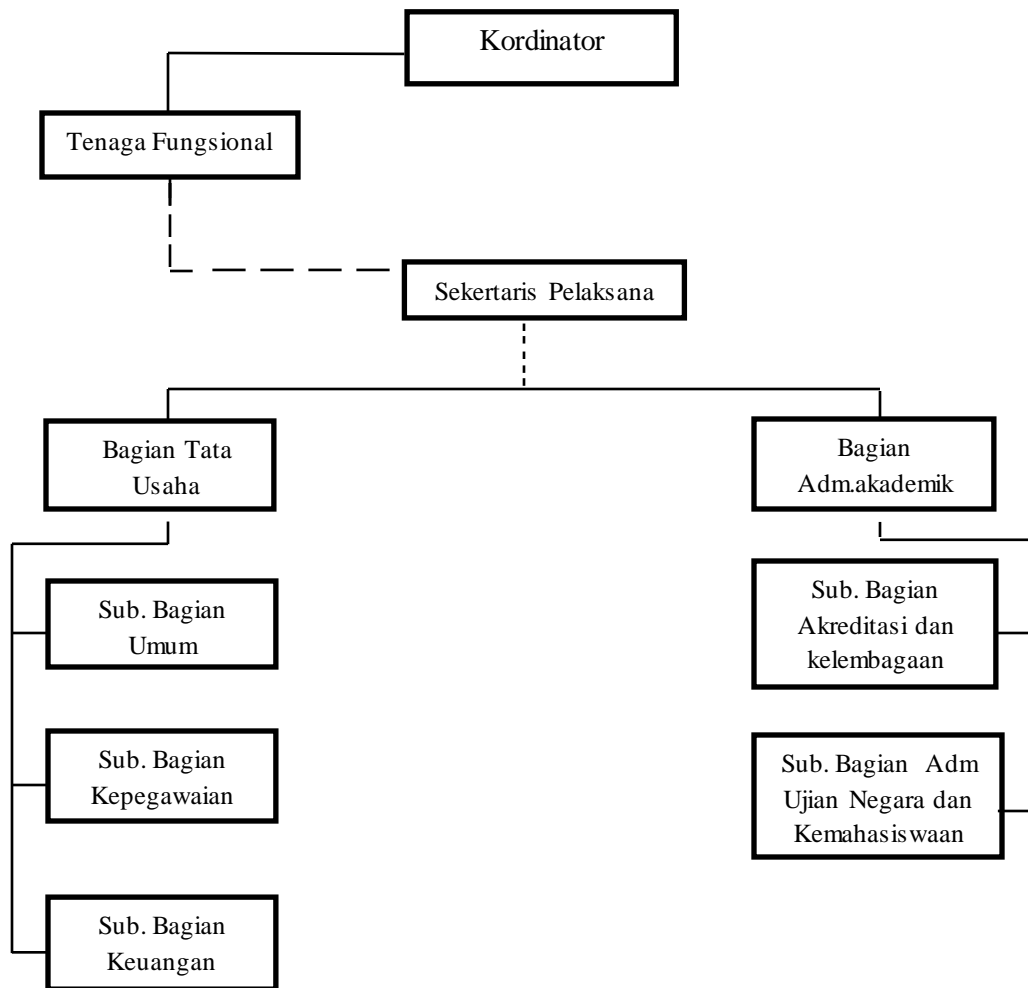 Kordinator
Tenaga Fungsional
Sekertaris Pelaksana
Bagian Tata
Usaha
Bagian
Adm.akademik
Sub. Bagian
Umum
Sub. Bagian
Akreditasi dan
kelembagaan
Sub. Bagian
Kepegawaian
Sub. Bagian Adm
Ujian Negara dan
Kemahasiswaan
Sub. Bagian
Keuangan